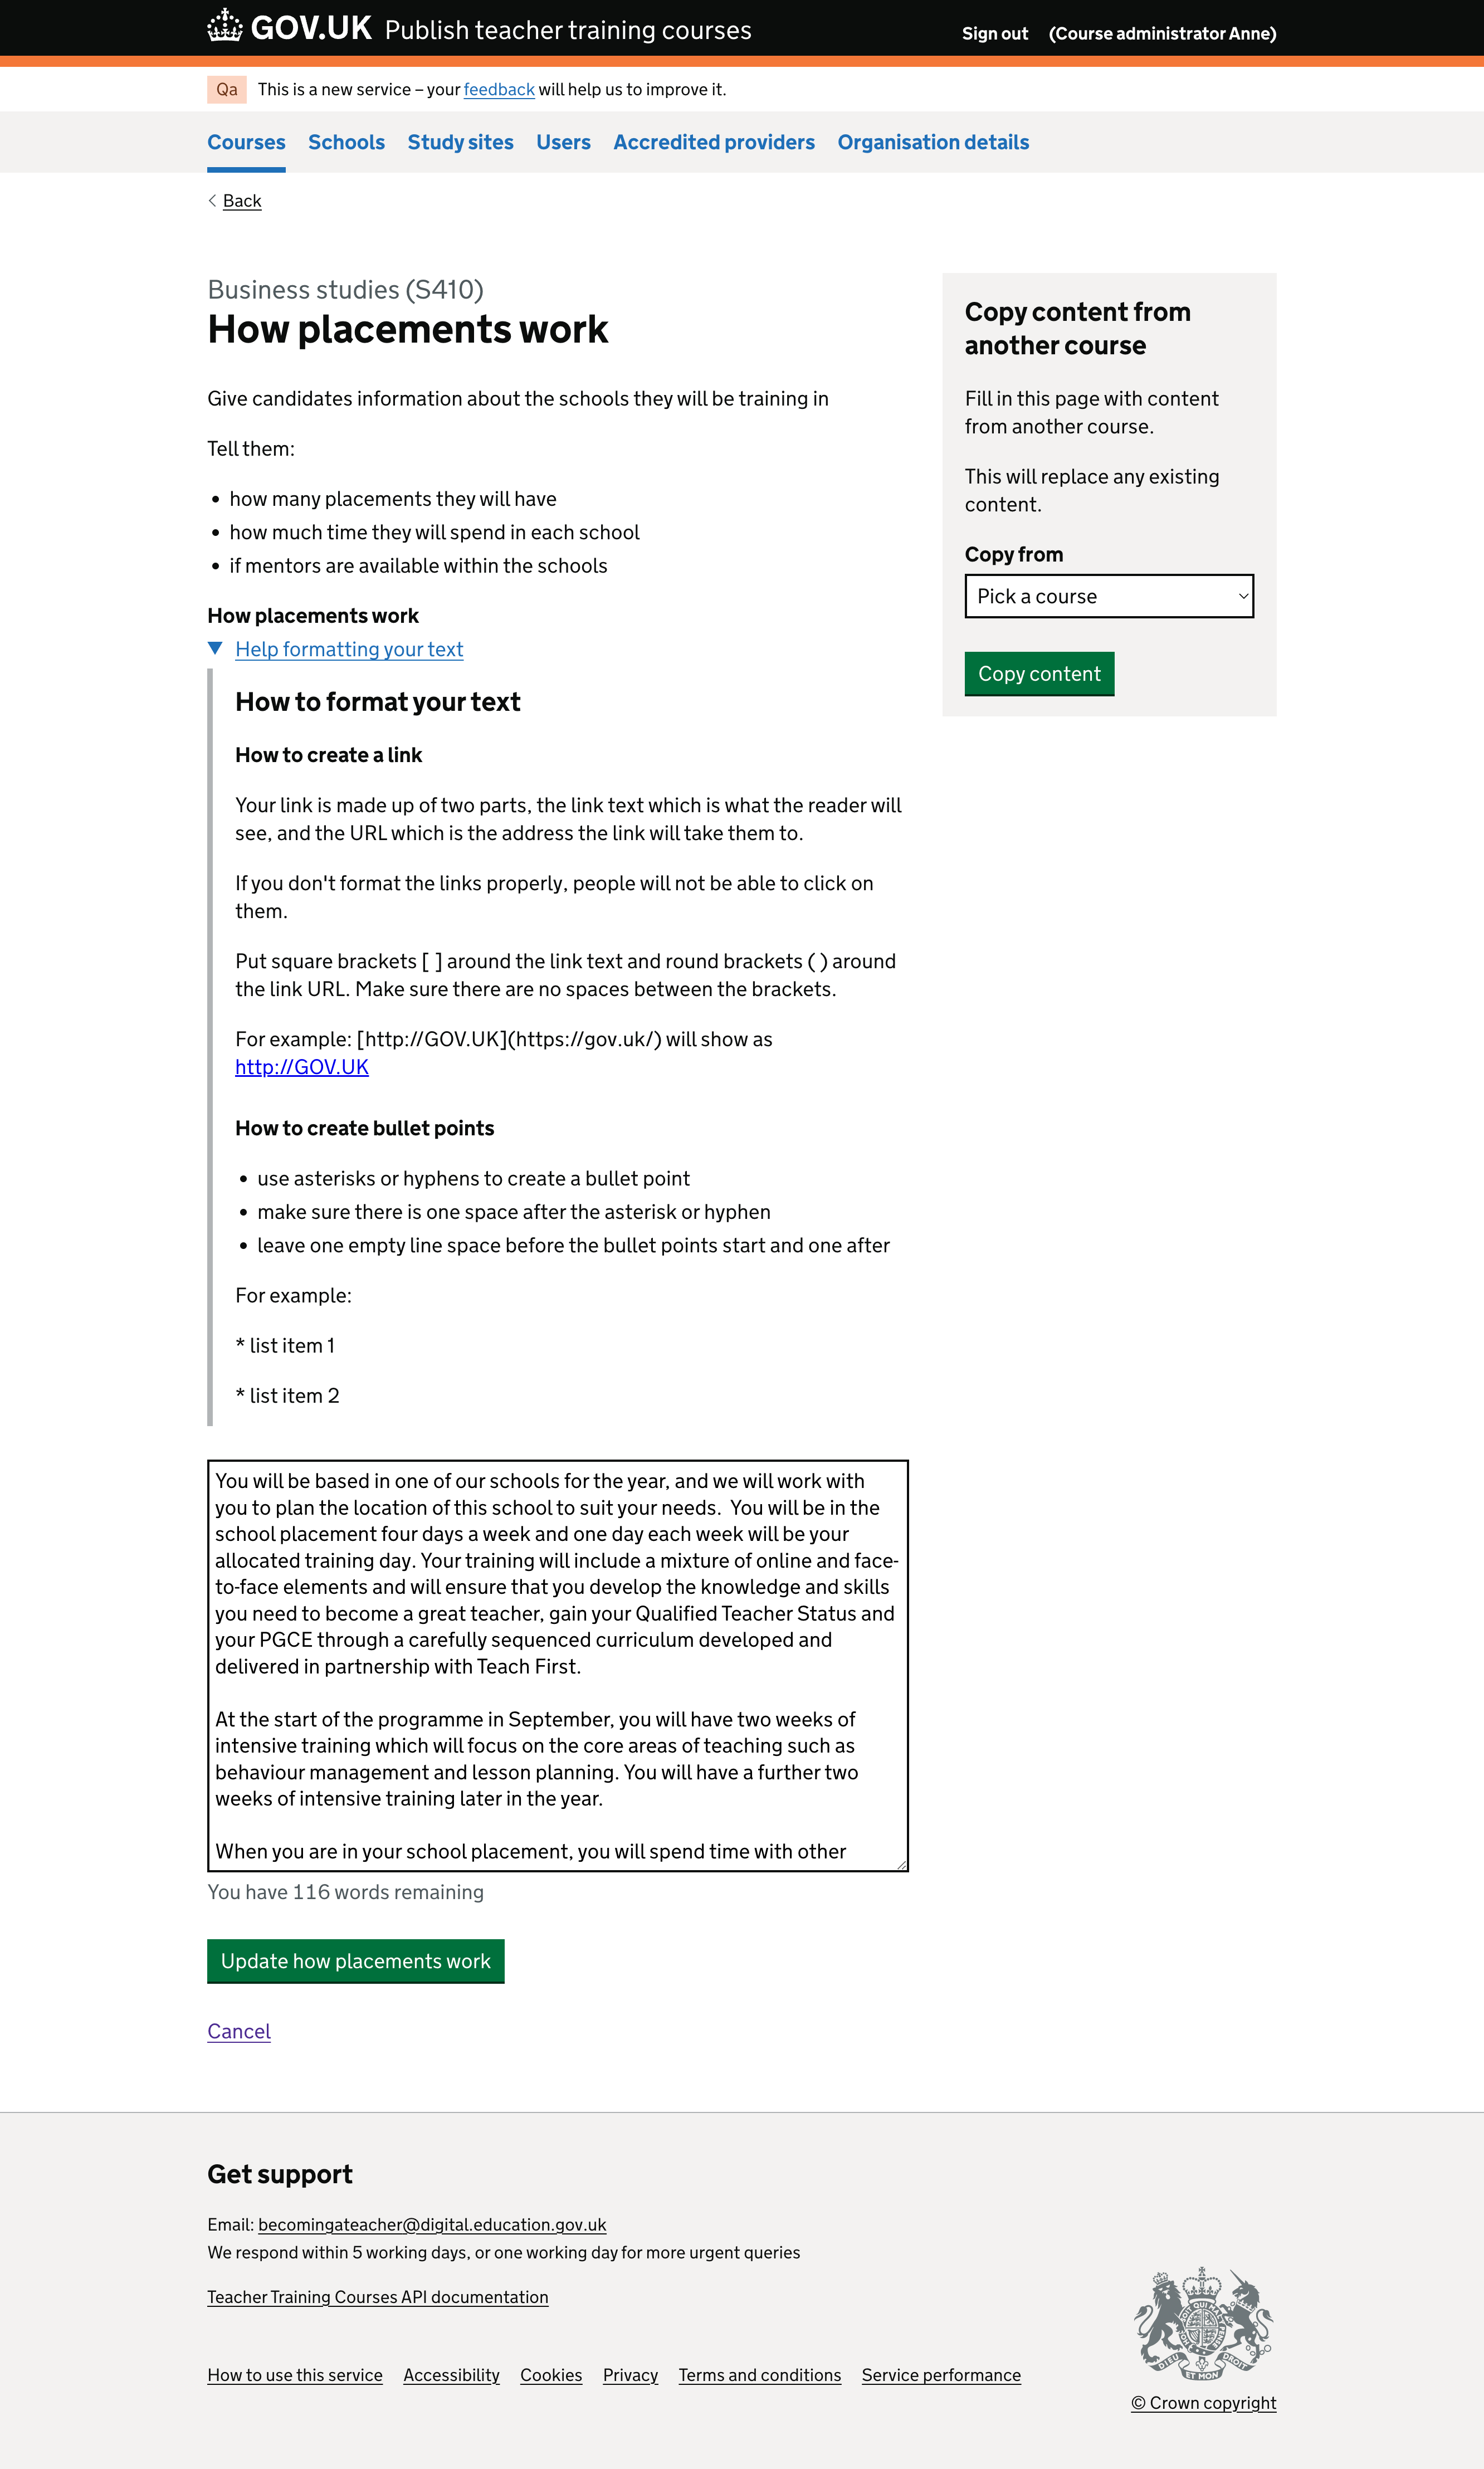 GOV.UK Publish teacher training courses
Sign out (Course administrator Anne)
Qa This is a new service – your feedback will help us to improve it.
Courses Schools Study sites Users Accredited providers Organisation details
Back
Business studies (S410)
How placements work
Give candidates information about the schools they will be training in
Tell them:
• how many placements they will have
• how much time they will spend in each school
• if mentors are available within the schools
How placements work
Help formatting your text
How to format your text
How to create a link
Your link is made up of two parts, the link text which is what the reader will
see, and the URL which is the address the link will take them to.
If you don't format the links properly, people will not be able to click on
them.
Put square brackets [ ] around the link text and round brackets ( ) around
the link URL. Make sure there are no spaces between the brackets.
For example: [http://GOV.UK](https://gov.uk/) will show as
http://GOV.UK
How to create bullet points
• use asterisks or hyphens to create a bullet point
• make sure there is one space after the asterisk or hyphen
• leave one empty line space before the bullet points start and one after
For example:
* list item 1
* list item 2
You will be based in one of our schools for the year, and we will work with
you to plan the location of this school to suit your needs.  You will be in the
school placement four days a week and one day each week will be your
allocated training day. Your training will include a mixture of online and face-
to-face elements and will ensure that you develop the knowledge and skills
you need to become a great teacher, gain your Qualified Teacher Status and
your PGCE through a carefully sequenced curriculum developed and
delivered in partnership with Teach First.
At the start of the programme in September, you will have two weeks of
intensive training which will focus on the core areas of teaching such as
behaviour management and lesson planning. You will have a further two
weeks of intensive training later in the year.
When you are in your school placement, you will spend time with other
You have 116 words remaining
Update how placements work
Cancel
Copy content from
another course
Fill in this page with content
from another course.
This will replace any existing
content.
Copy from
Pick a course
Copy content
Get support
Email: becomingateacher@digital.education.gov.uk
We respond within 5 working days, or one working day for more urgent queries
Teacher Training Courses API documentation
How to use this service Accessibility Cookies Privacy Terms and conditions Service performance
DIEU ET MON DROIT
© Crown copyright